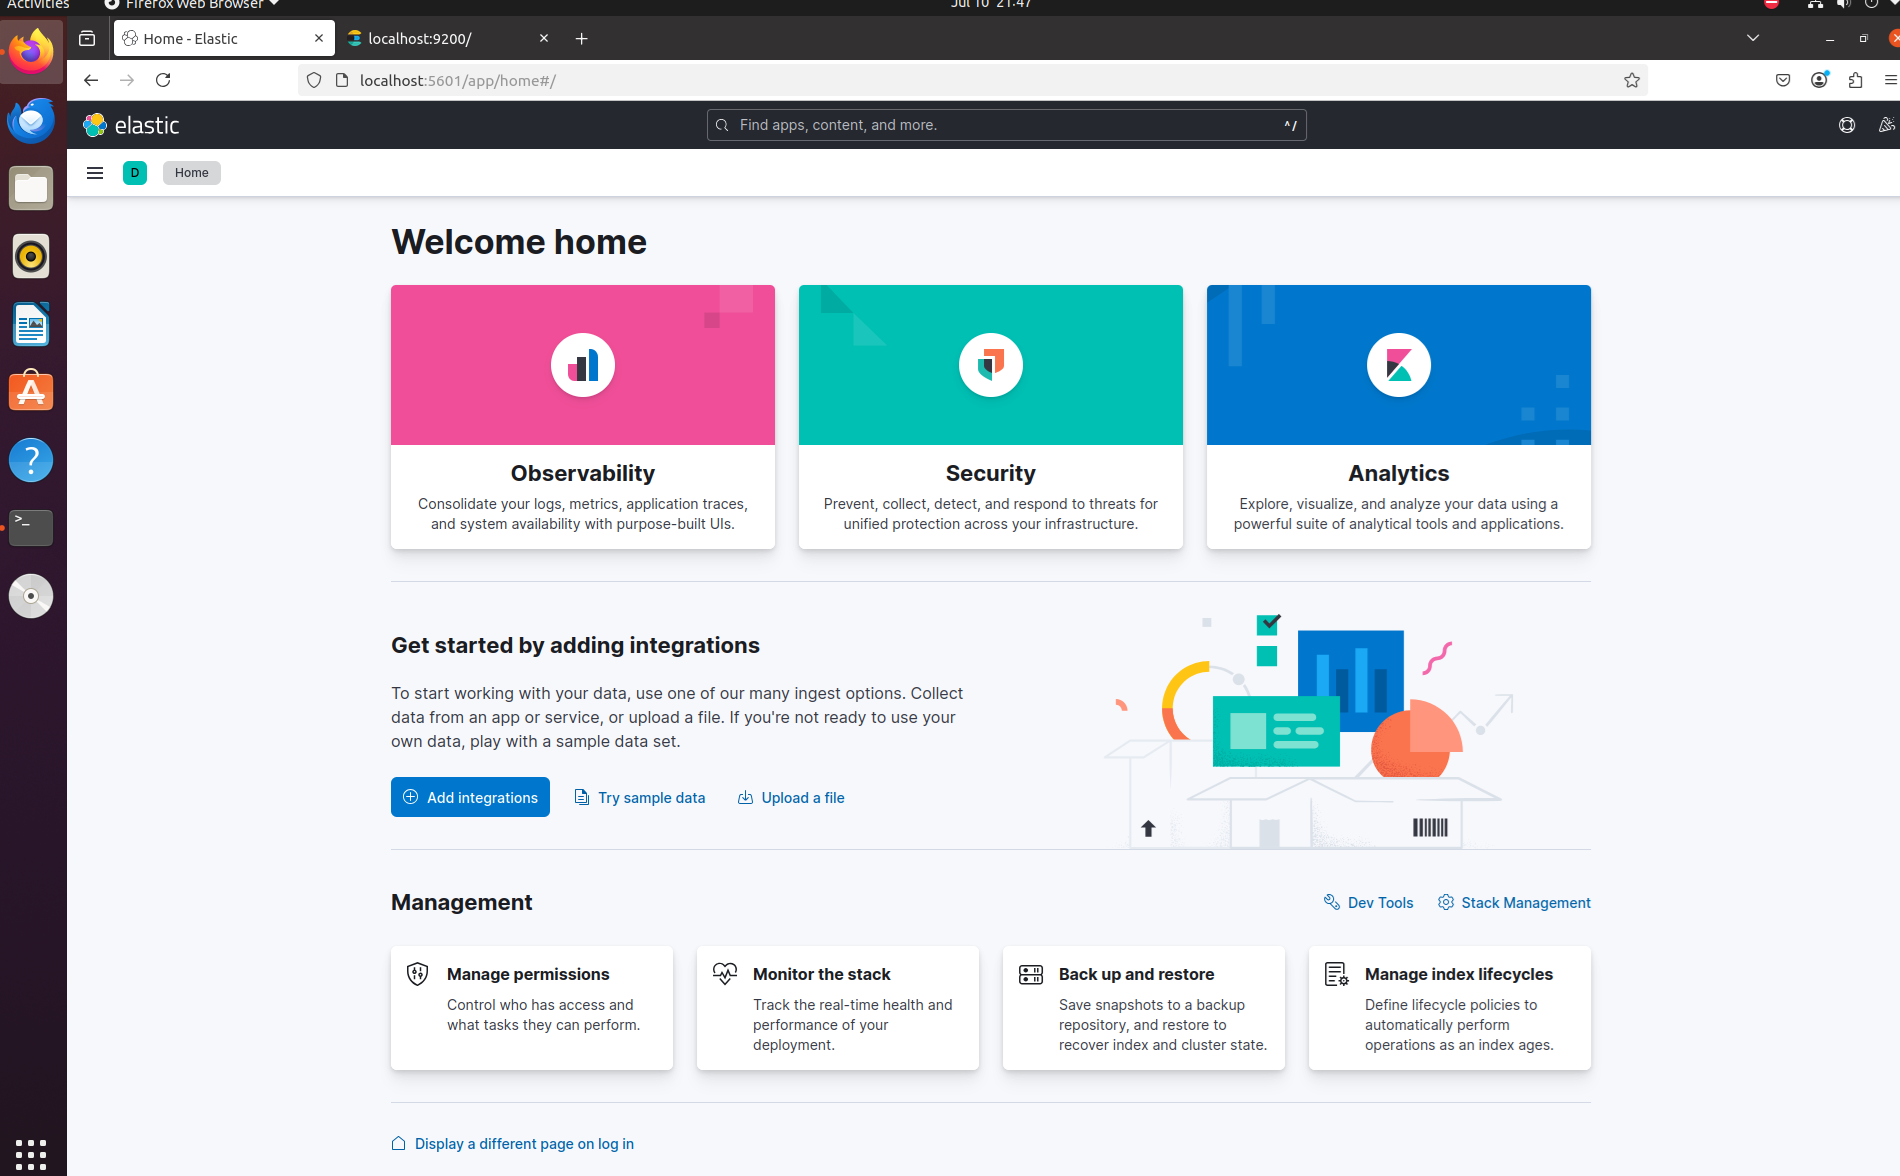 Activities
Firefox Web Browser
Jul 10 21:47
Home - Elastic
localhost:9200/
localhost:5601/app/home#/
elastic
Find apps, content, and more.
^/
D
Home
Welcome home
Observability
Consolidate your logs, metrics, application traces,
and system availability with purpose-built UIs.
Security
Prevent, collect, detect, and respond to threats for
unified protection across your infrastructure.
Analytics
Explore, visualize, and analyze your data using a
powerful suite of analytical tools and applications.
Get started by adding integrations
To start working with your data, use one of our many ingest options. Collect
data from an app or service, or upload a file. If you're not ready to use your
own data, play with a sample data set.
Add integrations
Try sample data
Upload a file
Management
Dev Tools
Stack Management
Manage permissions
Control who has access and
what tasks they can perform.
Monitor the stack
Track the real-time health and
performance of your
deployment.
Back up and restore
Save snapshots to a backup
repository, and restore to
recover index and cluster state.
Manage index lifecycles
Define lifecycle policies to
automatically perform
operations as an index ages.
Display a different page on log in